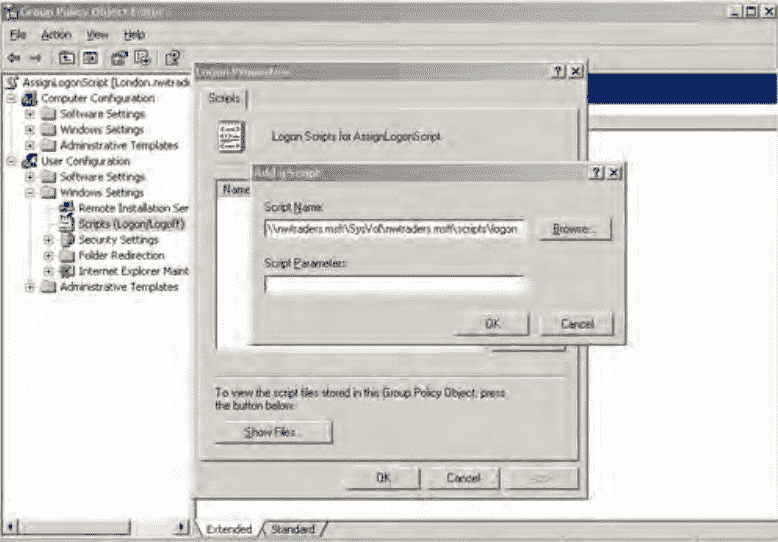 Group Policy Object Editor
File Action View Help
AssignLogonScript [London.nwtrad
Computer Configuration
Software Settings
Windows Settings
Administrative Templates
User Configuration
Software Settings
Windows Settings
Remote Installation Ser
Scripts (Logon/Logoff)
Security Settings
Folder Redirection
Internet Explorer Maint
Administrative Templates
Logon Properties
Scripts
Logon Scripts for AssignLogonScript
Name
Add a Script
Script Name:
\\nwtraders.msft\SysVol\nwtraders.msft\scripts\logon
Browse...
Script Parameters:
OK Cancel
To view the script files stored in this Group Policy Object, press
the button below.
Show Files...
OK Cancel
Extended Standard